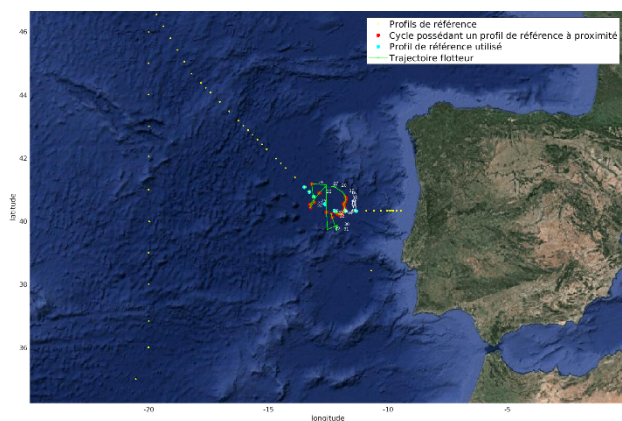 Profils de référence
Cycle possédant un profil de référence à proximité
Profil de référence utilisé
Trajectoire flotteur
46
44
42
40
38
36
latitude
-20
-15
-10
-5
longitude